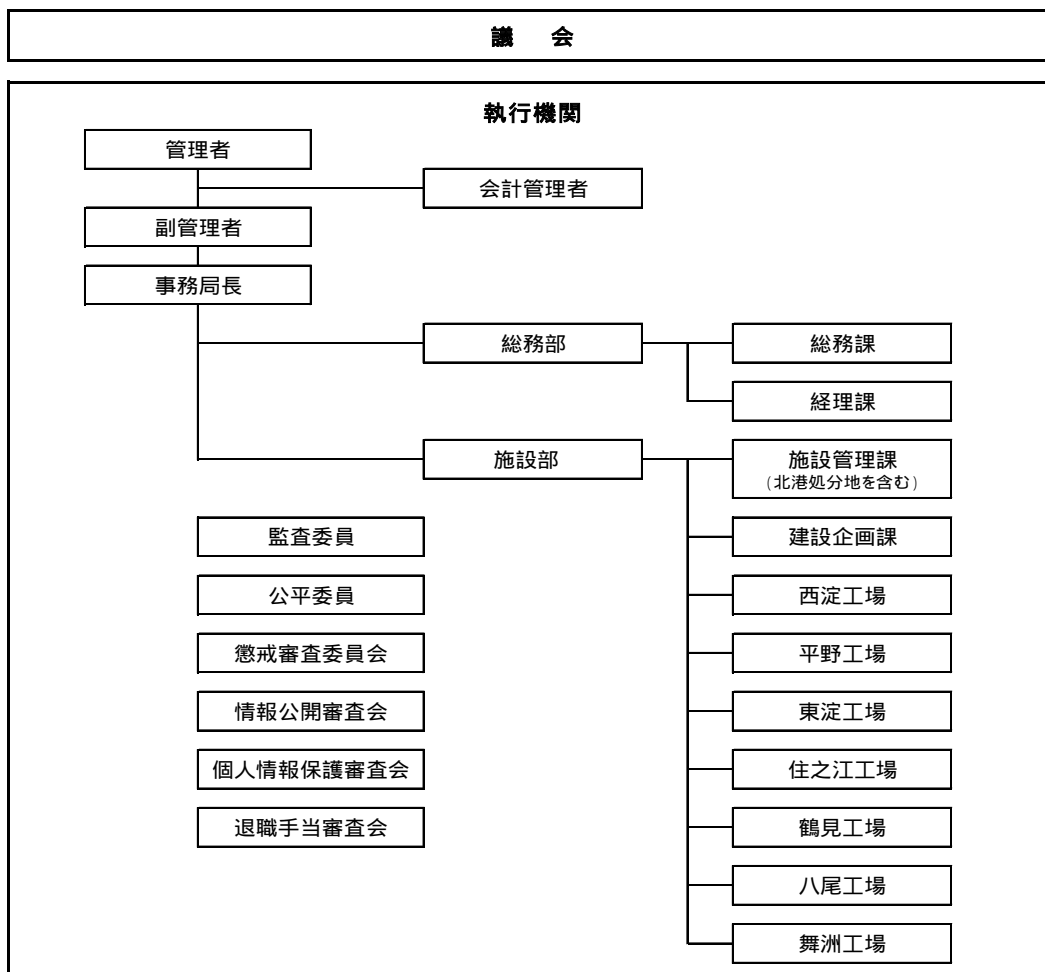 議 会
執行機関
管理者
会計管理者
副管理者
事務局長
総務部
総務課
経理課
施設部
施設管理課
(北港処分地を含む)
監査委員
建設企画課
公平委員
西淀工場
懲戒審査委員会
平野工場
情報公開審査会
東淀工場
個人情報保護審査会
住之江工場
退職手当審査会
鶴見工場
八尾工場
舞洲工場